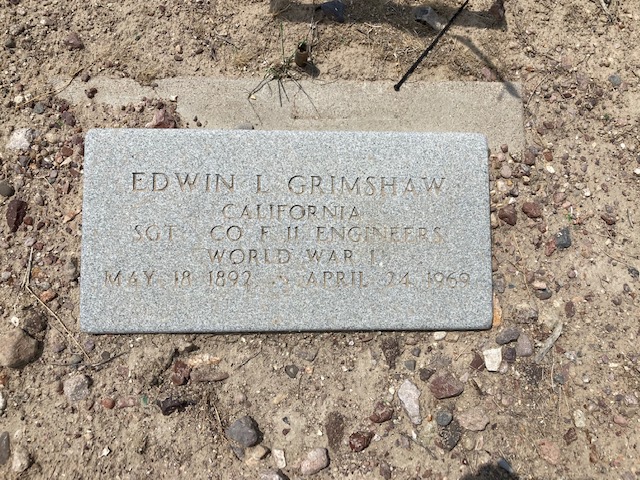 EDWIN L GRIMSHAW
CALIFORNIA
SGT CO F 11 ENGINEERS
WORLD WAR I
MAY 18 1892 APRIL 24 1969